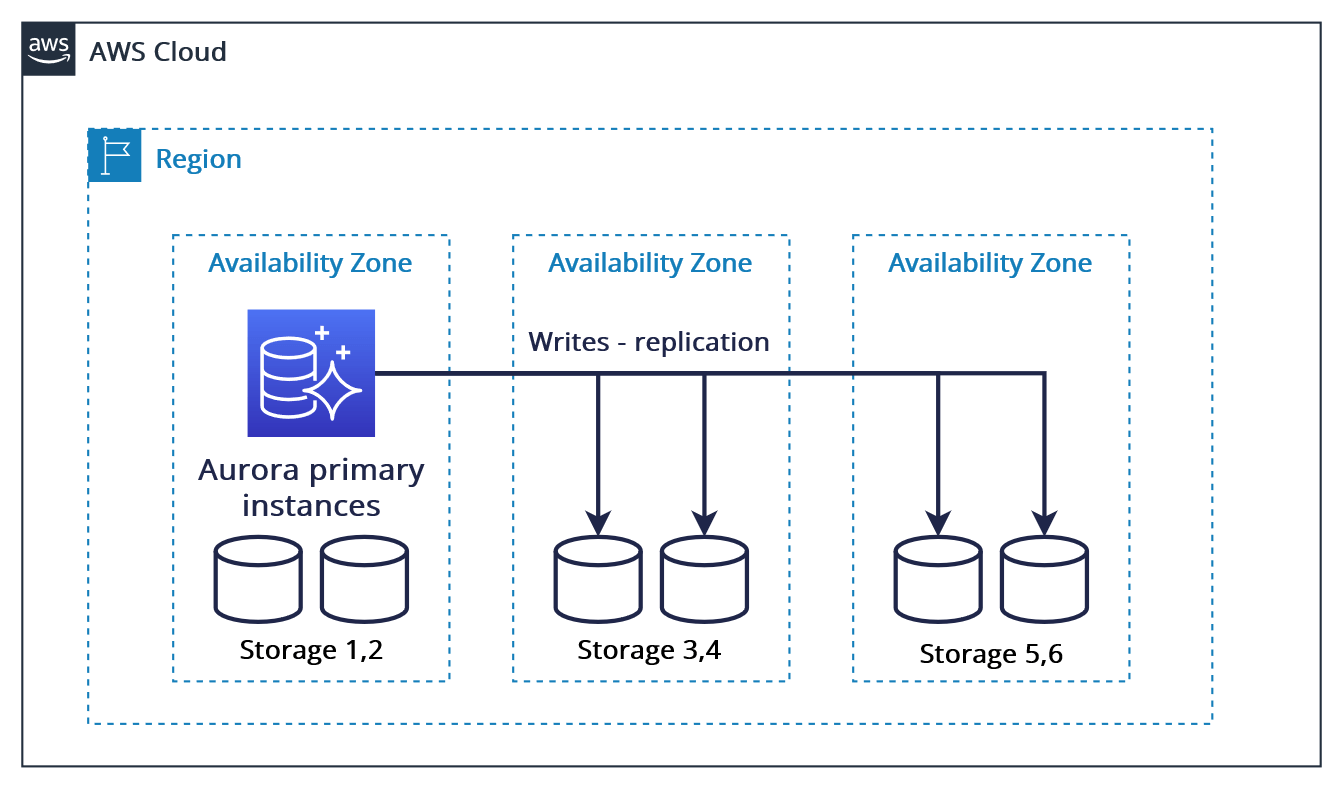 aws
AWS Cloud
Region
Availability Zone
Availability Zone
Availability Zone
Writes - replication
Aurora primary
instances
Storage 1,2
Storage 3,4
Storage 5,6